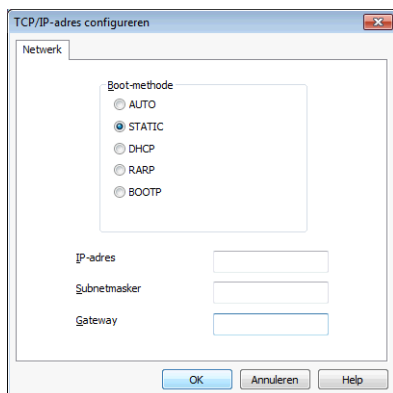 TCP/IP-adres configureren
Netwerk
Boot-methode
AUTO
STATIC
DHCP
RARP
BOOTP
IP-adres
Subnetmasker
Gateway
OK Annuleren Help